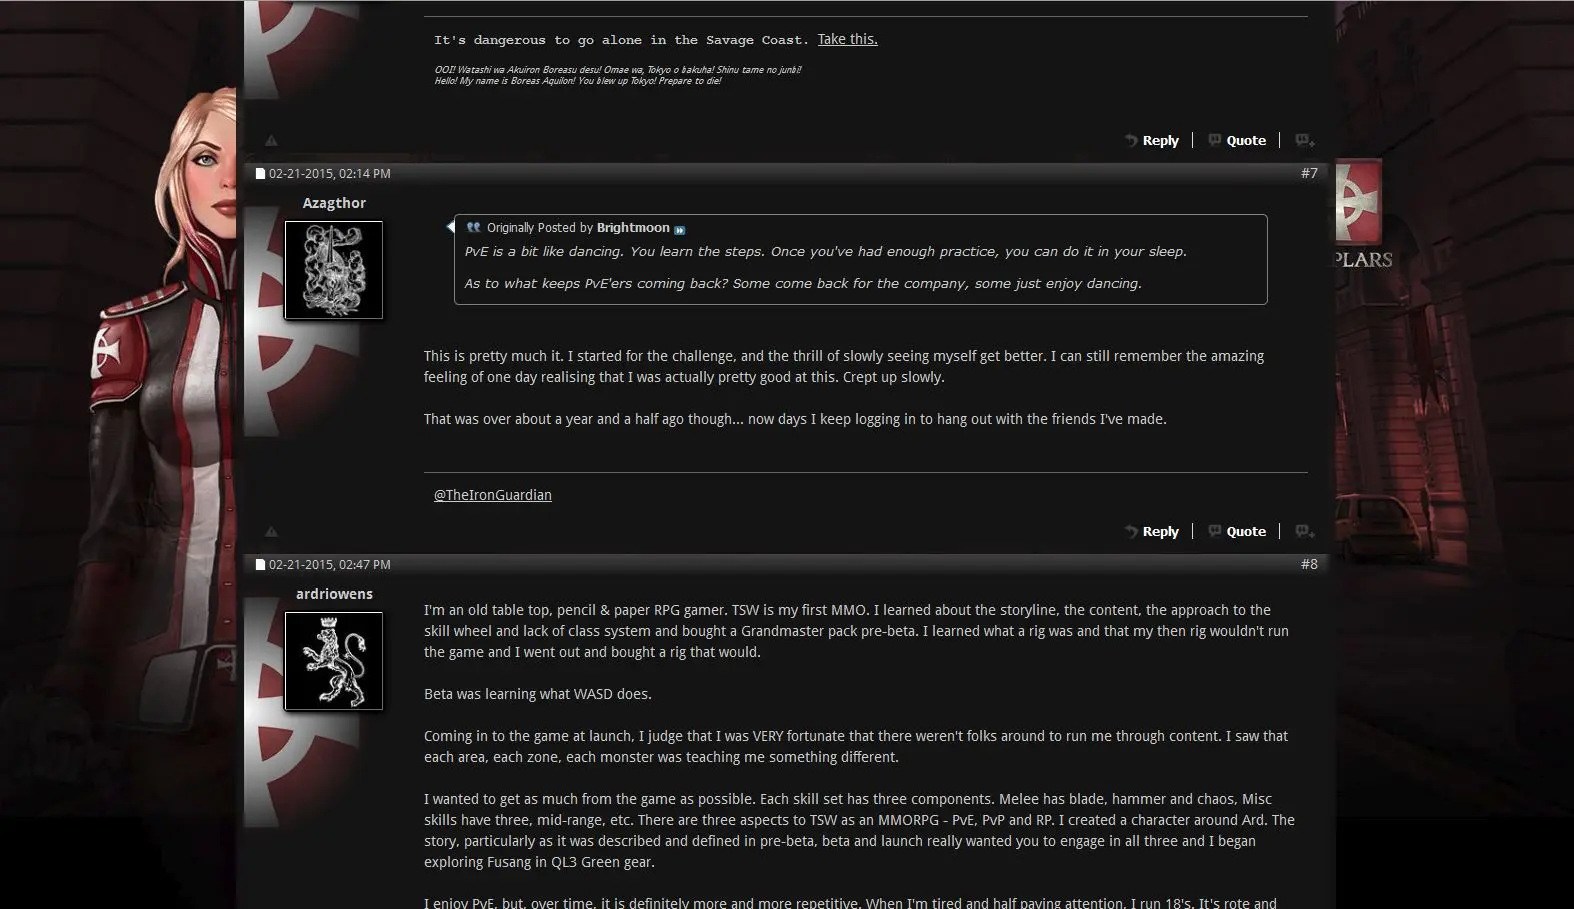 It's dangerous to go alone in the Savage Coast. Take this.
OOI! Watashi wa Akuiron Boreasu desu! Omae wa, Tokyo o bakuha! Shinu tame no junbi!
Hello! My name is Boreas Aquilon! You blew up Tokyo! Prepare to die!
Reply
Quote
02-21-2015, 02:14 PM
#7
Azagthor
Originally Posted by Brightmoon
PvE is a bit like dancing. You learn the steps. Once you've had enough practice, you can do it in your sleep.
As to what keeps PvE'ers coming back? Some come back for the company, some just enjoy dancing.
PLARS
This is pretty much it. I started for the challenge, and the thrill of slowly seeing myself get better. I can still remember the amazing
feeling of one day realising that I was actually pretty good at this. Crept up slowly.
That was over about a year and a half ago though... now days I keep logging in to hang out with the friends I've made.
@TheIronGuardian
Reply
Quote
02-21-2015, 02:47 PM
#8
ardriowens
I'm an old table top, pencil & paper RPG gamer. TSW is my first MMO. I learned about the storyline, the content, the approach to the
skill wheel and lack of class system and bought a Grandmaster pack pre-beta. I learned what a rig was and that my then rig wouldn't run
the game and I went out and bought a rig that would.
Beta was learning what WASD does.
Coming in to the game at launch, I judge that I was VERY fortunate that there weren't folks around to run me through content. I saw that
each area, each zone, each monster was teaching me something different.
I wanted to get as much from the game as possible. Each skill set has three components. Melee has blade, hammer and chaos, Misc
skills have three, mid-range, etc. There are three aspects to TSW as an MMORPG - PvE, PvP and RP. I created a character around Ard. The
story, particularly as it was described and defined in pre-beta, beta and launch really wanted you to engage in all three and I began
exploring Fusang in QL3 Green gear.
I enjoy PvE, but, over time, it is definitely more and more repetitive. When I'm tired and half paying attention, I run 18's. It's rote and